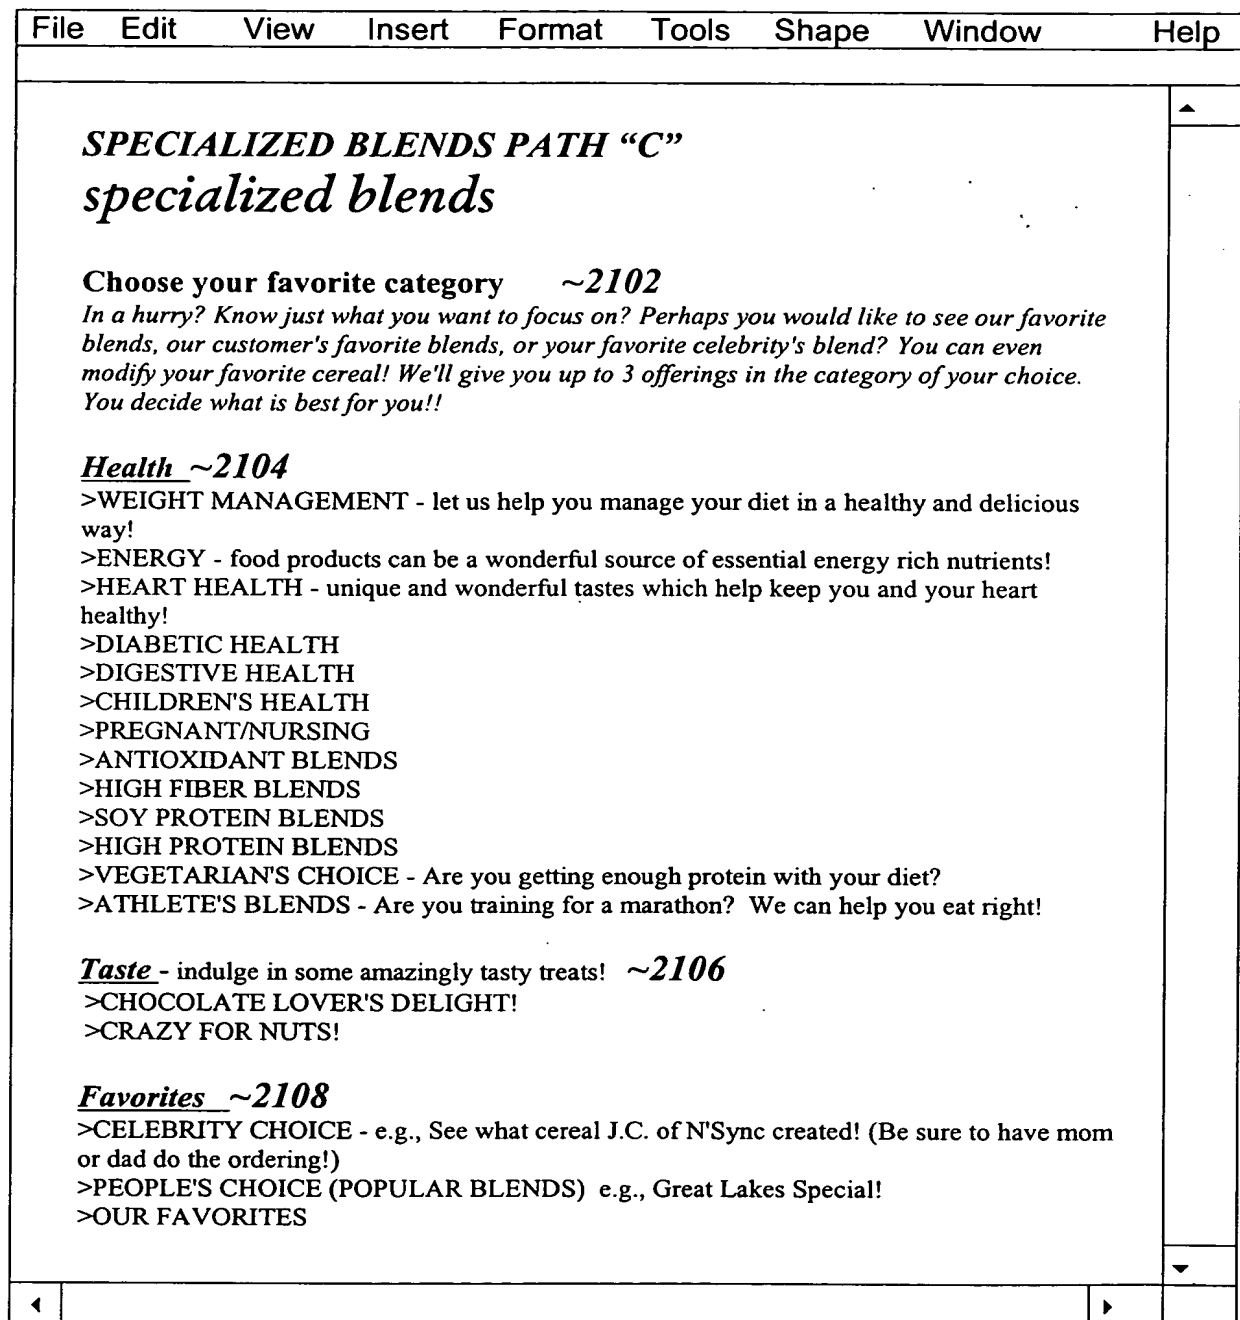 File Edit View Insert Format Tools Shape Window Help
SPECIALIZED BLENDS PATH “C”
specialized blends
Choose your favorite category ~2102
In a hurry? Know just what you want to focus on? Perhaps you would like to see our favorite
blends, our customer's favorite blends, or your favorite celebrity's blend? You can even
modify your favorite cereal! We'll give you up to 3 offerings in the category of your choice.
You decide what is best for you!!
Health ~2104
>WEIGHT MANAGEMENT - let us help you manage your diet in a healthy and delicious
way!
>ENERGY - food products can be a wonderful source of essential energy rich nutrients!
>HEART HEALTH - unique and wonderful tastes which help keep you and your heart
healthy!
>DIABETIC HEALTH
>DIGESTIVE HEALTH
>CHILDREN'S HEALTH
>PREGNANT/NURSING
>ANTIOXIDANT BLENDS
>HIGH FIBER BLENDS
>SOY PROTEIN BLENDS
>HIGH PROTEIN BLENDS
>VEGETARIAN'S CHOICE - Are you getting enough protein with your diet?
>ATHLETE'S BLENDS - Are you training for a marathon? We can help you eat right!
Taste - indulge in some amazingly tasty treats! ~2106
>CHOCOLATE LOVER'S DELIGHT!
>CRAZY FOR NUTS!
Favorites ~2108
>CELEBRITY CHOICE - e.g., See what cereal J.C. of N'Sync created! (Be sure to have mom
or dad do the ordering!)
>PEOPLE'S CHOICE (POPULAR BLENDS) e.g., Great Lakes Special!
>OUR FAVORITES